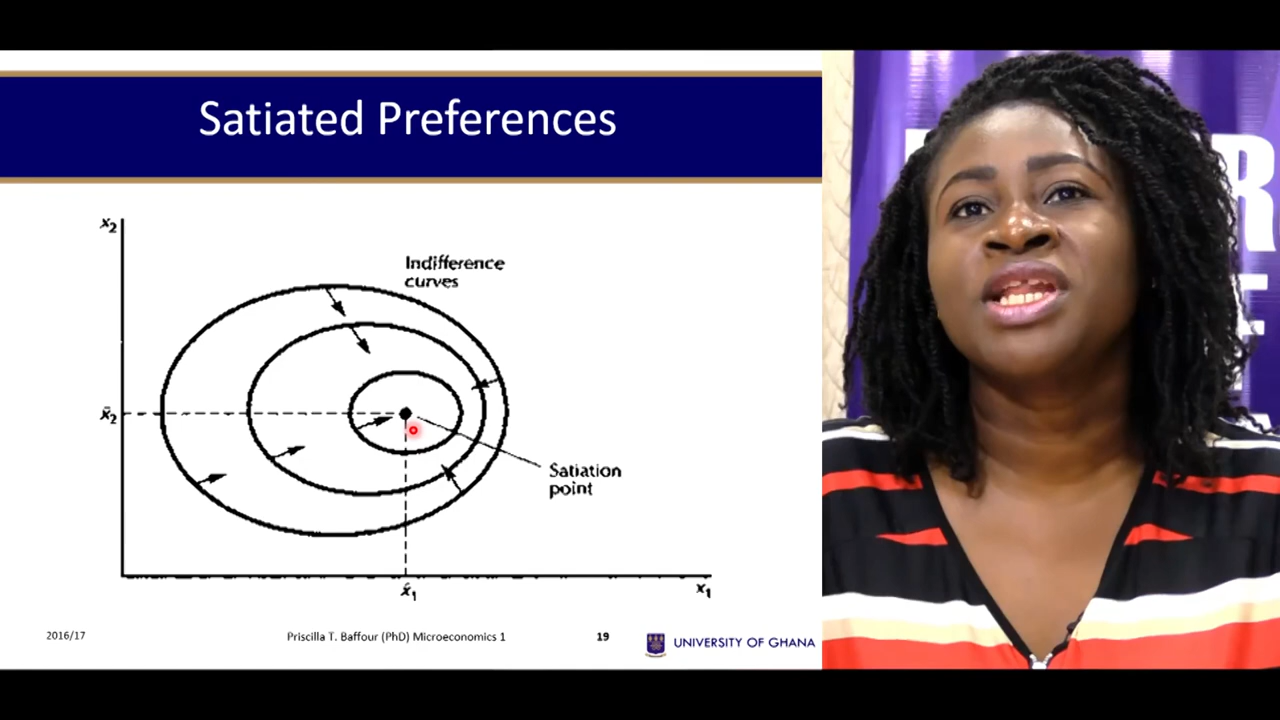 Satiated Preferences
x₂
Indifference
curves
x̄₂
Satiation
point
x̄₁
x₁
2016/17
Priscilla T. Baffour (PhD) Microeconomics 1
19
UNIVERSITY OF GHANA